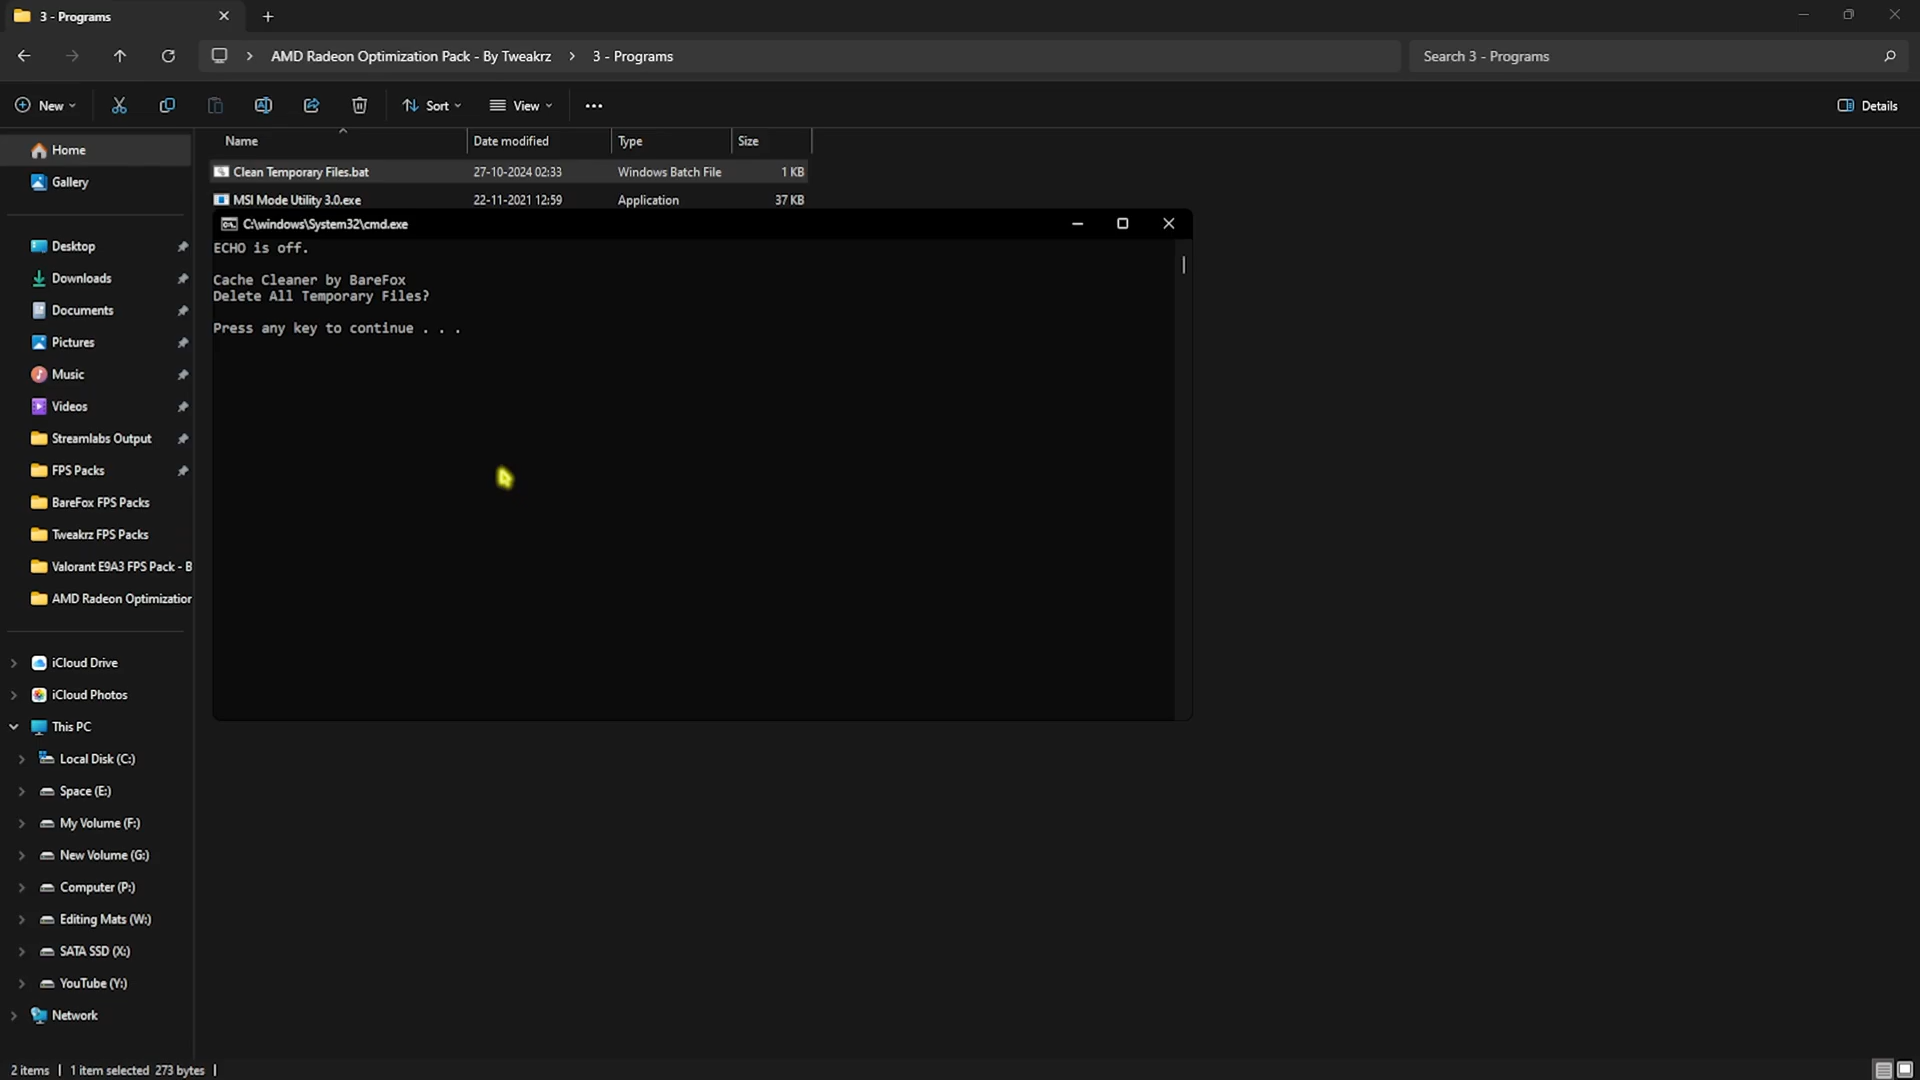 3 - Programs
AMD Radeon Optimization Pack - By Tweakrz
3 - Programs
Search 3 - Programs
New
Sort
View
Details
Name
Date modified
Type
Size
Clean Temporary Files.bat
27-10-2024 02:33
Windows Batch File
1 KB
MSI Mode Utility 3.0.exe
22-11-2021 12:59
Application
37 KB
C:\windows\System32\cmd.exe
ECHO is off.
Cache Cleaner by BareFox
Delete All Temporary Files?
Press any key to continue . . .
Home
Gallery
Desktop
Downloads
Documents
Pictures
Music
Videos
Streamlabs Output
FPS Packs
BareFox FPS Packs
Tweakrz FPS Packs
Valorant E9A3 FPS Pack - B
AMD Radeon Optimization
iCloud Drive
iCloud Photos
This PC
Local Disk (C:)
Space (E:)
My Volume (F:)
New Volume (G:)
Computer (P:)
Editing Mats (W:)
SATA SSD (X:)
YouTube (Y:)
Network
2 items
1 item selected 273 bytes